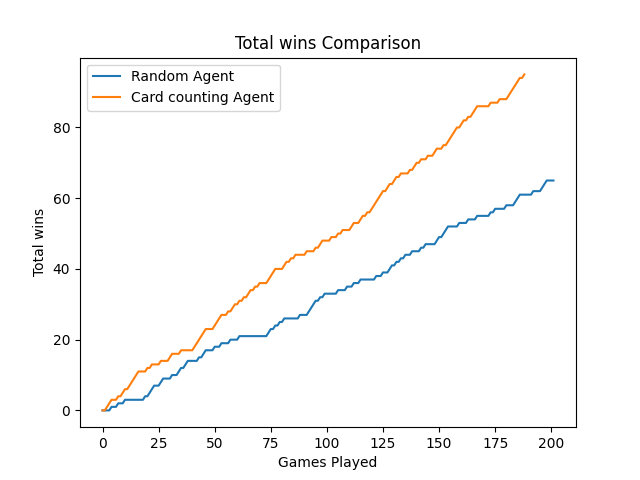 Total wins Comparison
Random Agent
Card counting Agent
Total wins
80
60
40
20
0
0 25 50 75 100 125 150 175 200
Games Played